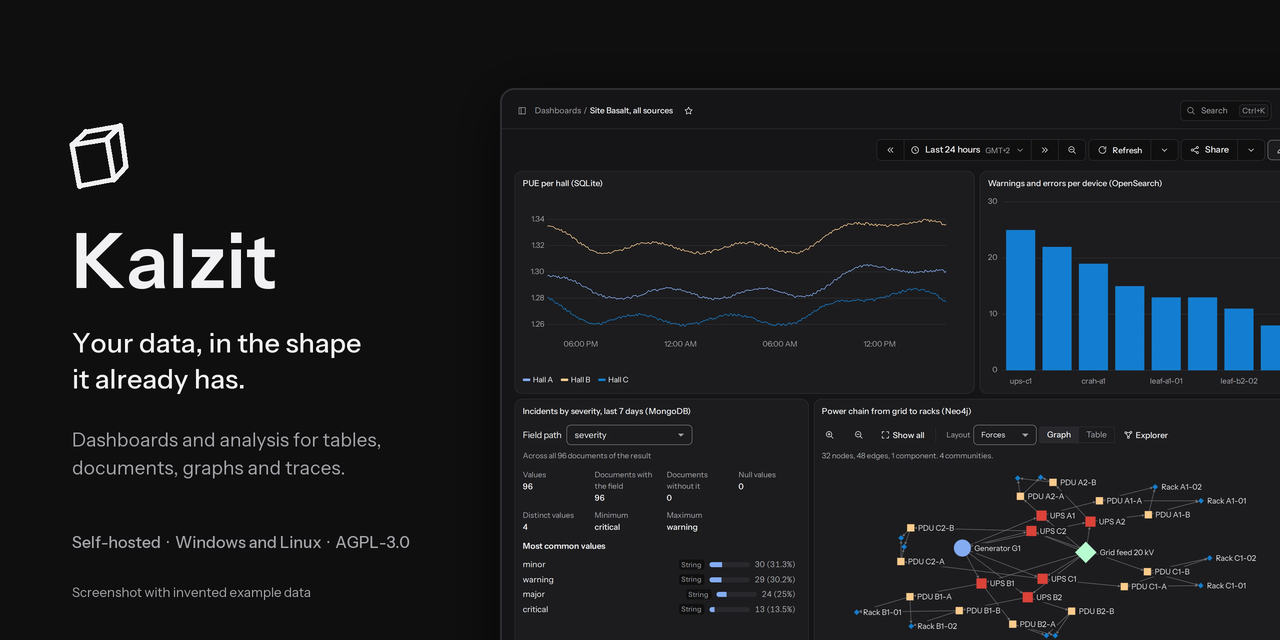 Kalzit
Your data, in the shape
it already has.
Dashboards and analysis for tables,
documents, graphs and traces.
Self-hosted · Windows and Linux · AGPL-3.0
Screenshot with invented example data
Dashboards / Site Basalt, all sources
Search Ctrl+K
Last 24 hours GMT+2
Refresh
Share
PUE per hall (SQLite)
1.34
1.32
1.30
1.28
1.26
06:00 PM 12:00 AM 06:00 AM 12:00 PM
Hall A Hall B Hall C
Warnings and errors per device (OpenSearch)
30
20
10
0
ups-c1 crah-a1 leaf-a1-01 leaf-b2-02
Incidents by severity, last 7 days (MongoDB)
Field path severity
Across all 96 documents of the result
Values
96
Documents with
the field
96
Documents
without it
0
Null values
0
Distinct values
4
Minimum
critical
Maximum
warning
Most common values
minor String 30 (31.3%)
warning String 29 (30.2%)
major String 24 (25%)
critical String 13 (13.5%)
Power chain from grid to racks (Neo4j)
Show all Layout Forces Graph Table Explorer
32 nodes, 48 edges, 1 component. 4 communities.
PDU A2-B
Rack A1-02
PDU A2-A
PDU A1-A
Rack A1-01
UPS A1
PDU A1-B
UPS A2
PDU C2-B
UPS C2
Generator G1
Grid feed 20 kV
Rack C1-02
PDU C2-A
PDU C1-B
UPS C1
UPS B1
PDU C1-A
Rack C1-01
PDU B1-A
UPS B2
Rack B1-01
PDU B1-B
PDU B2-B
Rack B1-02
PDU B2-A